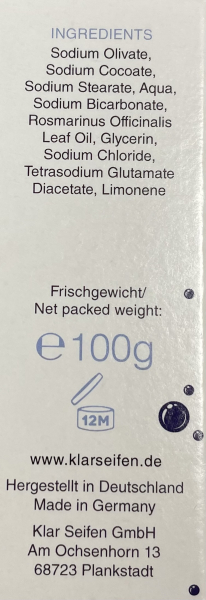 INGREDIENTS
Sodium Olivate,
Sodium Cocoate,
Sodium Stearate, Aqua,
Sodium Bicarbonate,
Rosmarinus Officinalis
Leaf Oil, Glycerin,
Sodium Chloride,
Tetrasodium Glutamate
Diacetate, Limonene
Frischgewicht/
Net packed weight:
℮100g
12M
www.klarseifen.de
Hergestellt in Deutschland
Made in Germany
Klar Seifen GmbH
Am Ochsenhorn 13
68723 Plankstadt